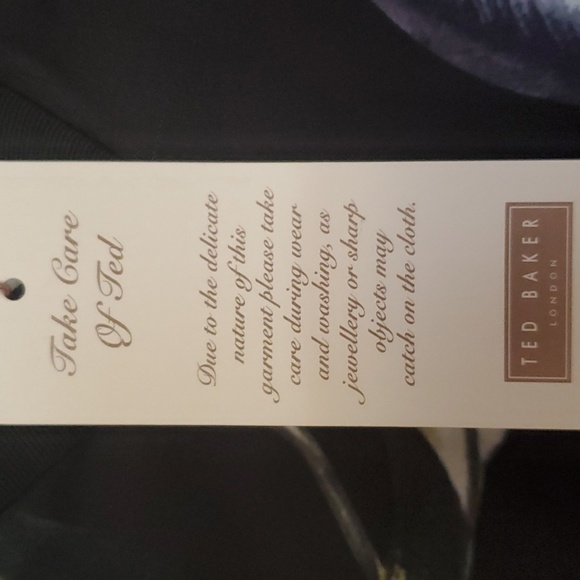 Take Care
Of Ted
Due to the delicate
nature of this
garment please take
care during wear
and washing, as
jewellery or sharp
objects may
catch on the cloth.
TED BAKER
LONDON